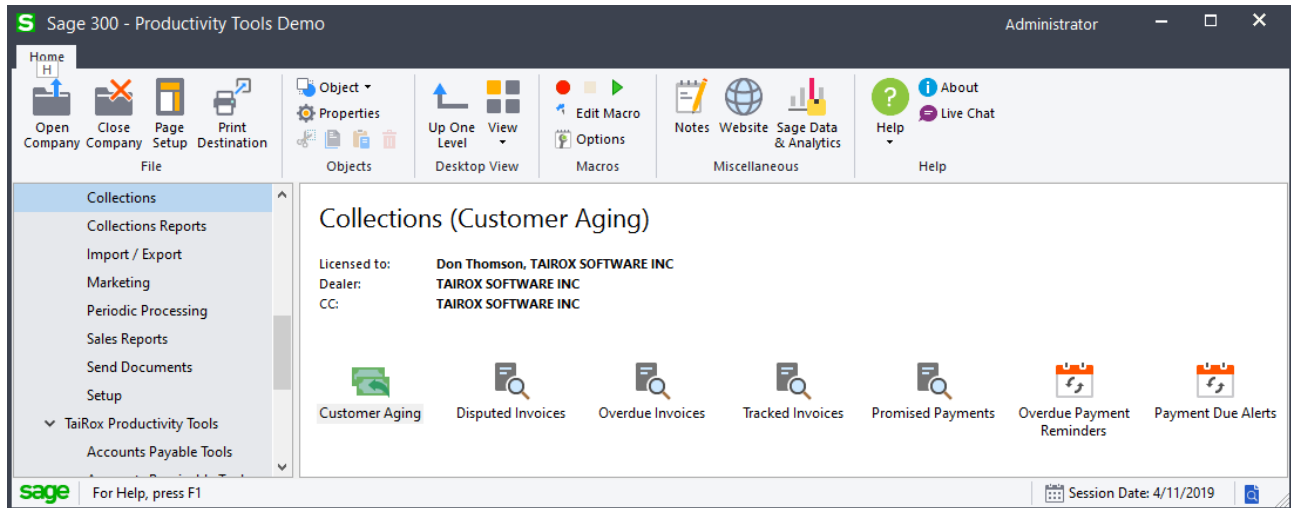 S Sage 300 - Productivity Tools Demo
Administrator
Home
H
Open Company
Close Company
Page Setup
Print Destination
File
Object
Properties
Objects
Up One Level
View
Desktop View
Edit Macro
Options
Macros
Notes
Website
Sage Data & Analytics
Miscellaneous
Help
About
Live Chat
Help
Collections
Collections Reports
Import / Export
Marketing
Periodic Processing
Sales Reports
Send Documents
Setup
TaiRox Productivity Tools
Accounts Payable Tools
Collections (Customer Aging)
Licensed to: Don Thomson, TAIROX SOFTWARE INC
Dealer: TAIROX SOFTWARE INC
CC: TAIROX SOFTWARE INC
Customer Aging
Disputed Invoices
Overdue Invoices
Tracked Invoices
Promised Payments
Overdue Payment
Reminders
Payment Due Alerts
sage
For Help, press F1
Session Date: 4/11/2019